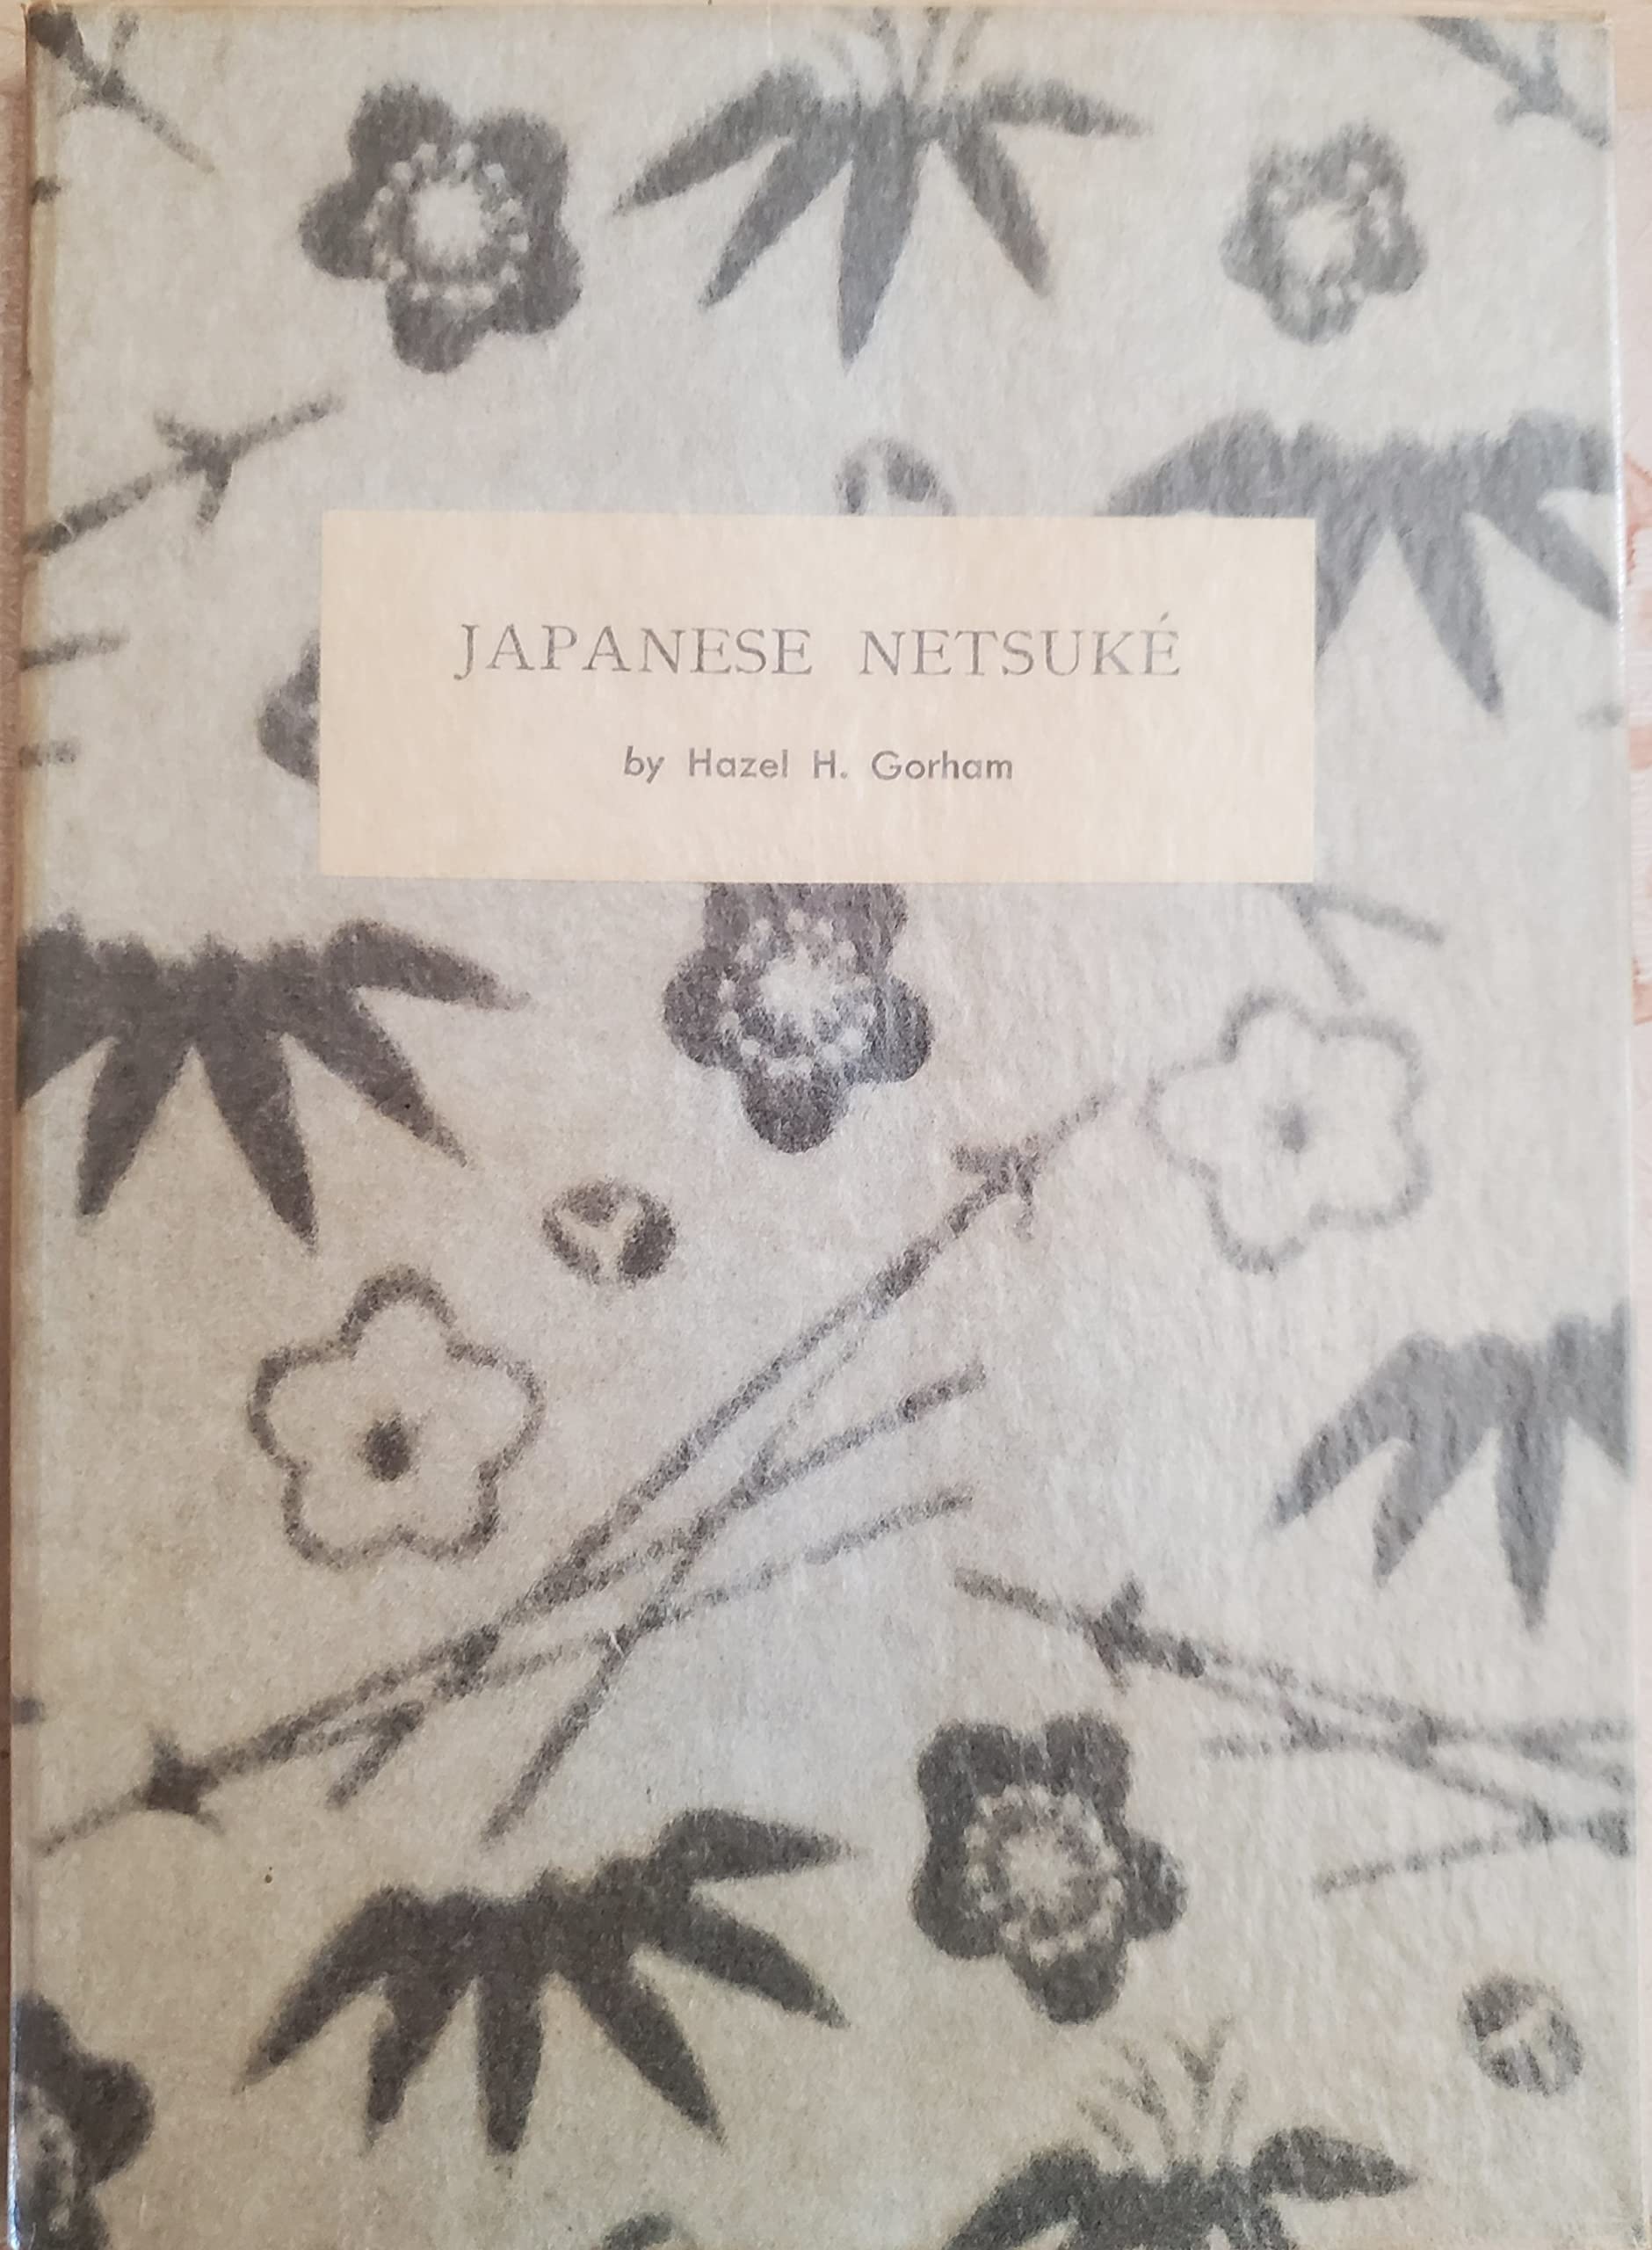 JAPANESE NETSUKÉ
by Hazel H. Gorham